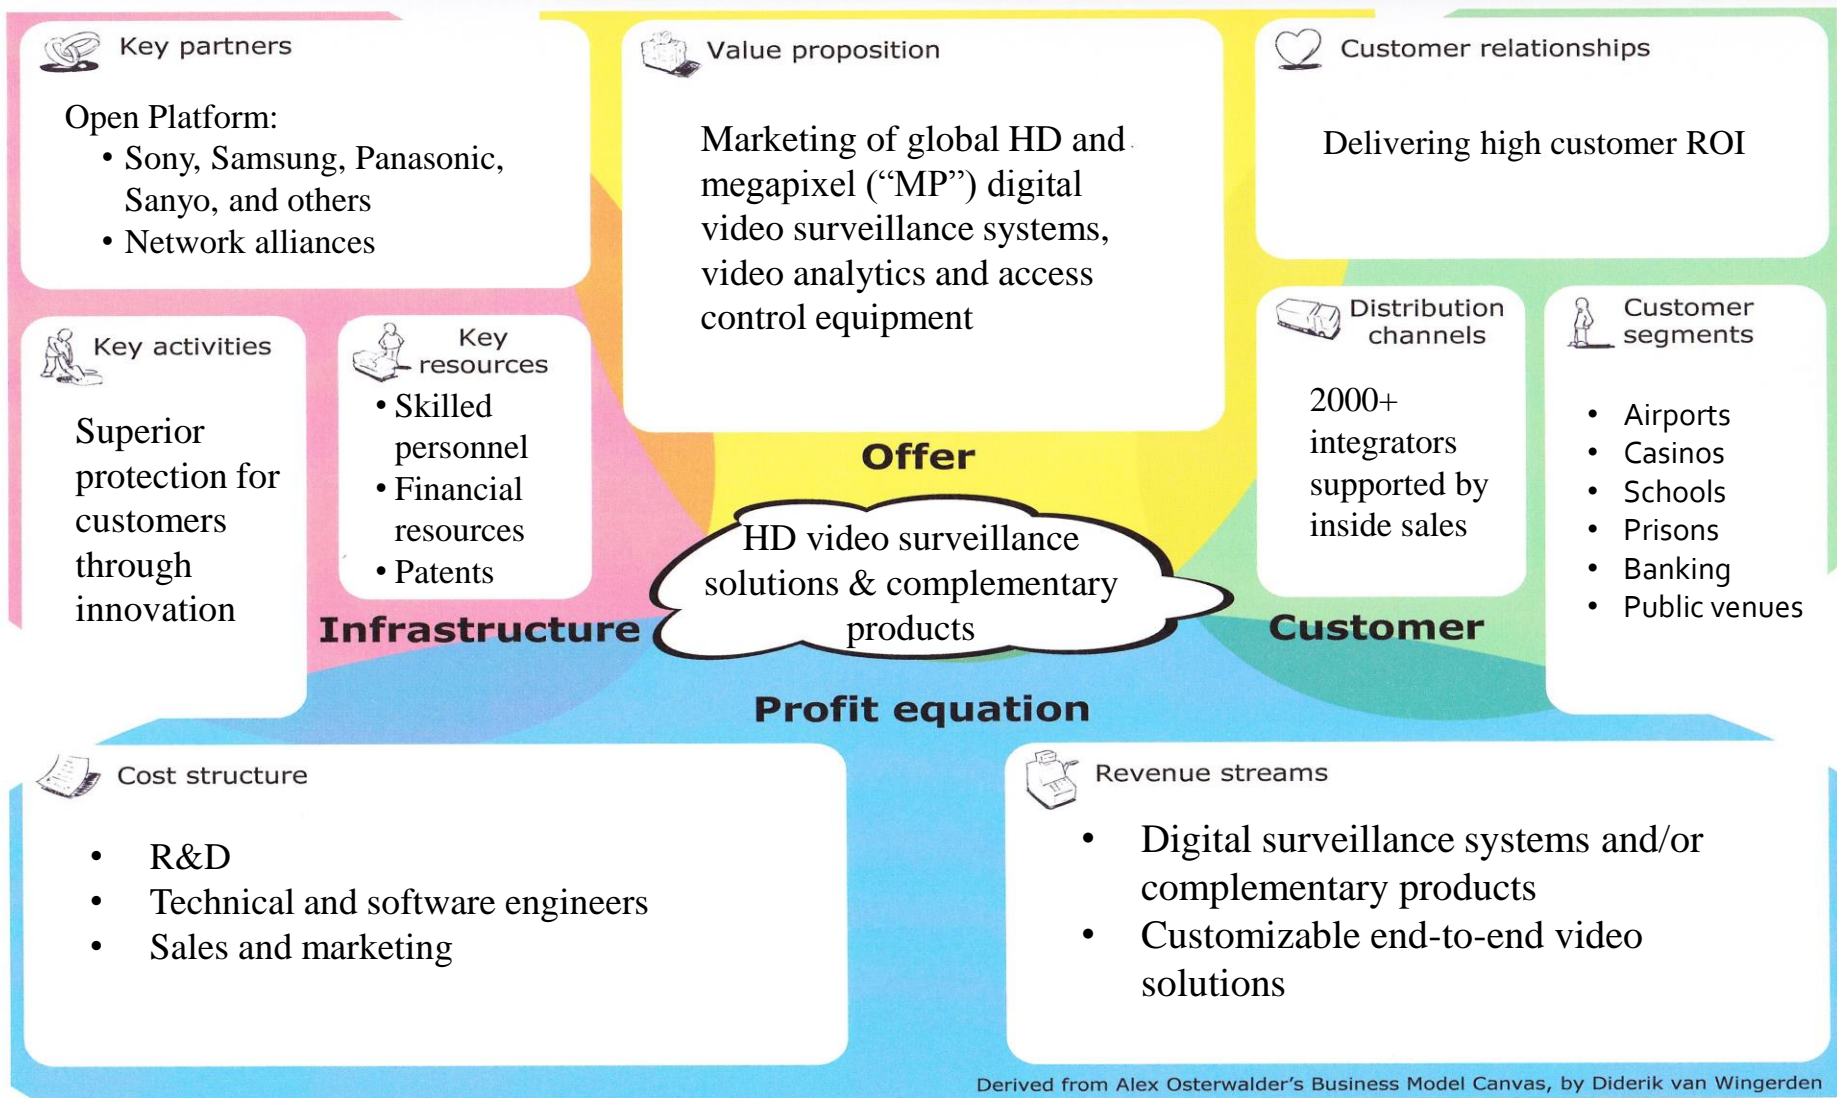 Key partners
Open Platform:
• Sony, Samsung, Panasonic,
Sanyo, and others
• Network alliances
Key activities
Superior
protection for
customers
through
innovation
Key
resources
• Skilled
personnel
• Financial
resources
• Patents
Infrastructure
Value proposition
Marketing of global HD and
megapixel (“MP”) digital
video surveillance systems,
video analytics and access
control equipment
Offer
HD video surveillance
solutions & complementary
products
Customer relationships
Delivering high customer ROI
Distribution
channels
2000+
integrators
supported by
inside sales
Customer
segments
• Airports
• Casinos
• Schools
• Prisons
• Banking
• Public venues
Customer
Profit equation
Cost structure
• R&D
• Technical and software engineers
• Sales and marketing
Revenue streams
• Digital surveillance systems and/or
complementary products
• Customizable end-to-end video
solutions
Derived from Alex Osterwalder’s Business Model Canvas, by Diderik van Wingerden